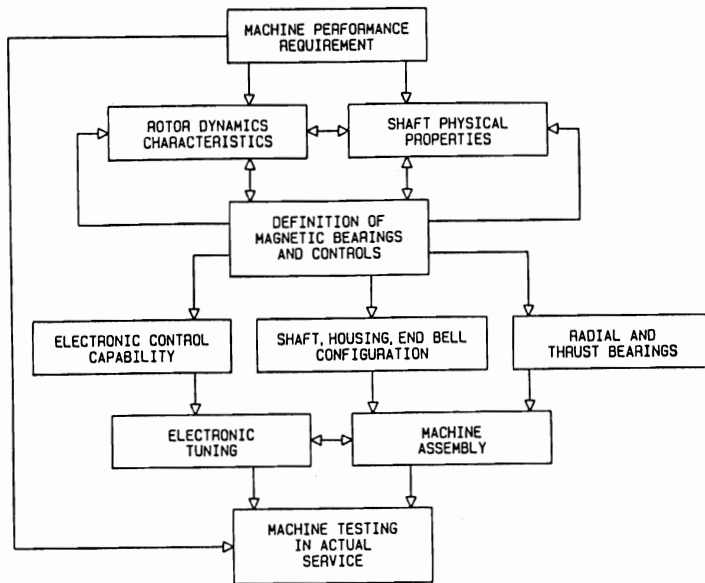 MACHINE PERFORMANCE
REQUIREMENT
ROTOR DYNAMICS
CHARACTERISTICS
SHAFT PHYSICAL
PROPERTIES
DEFINITION OF
MAGNETIC BEARINGS
AND CONTROLS
ELECTRONIC CONTROL
CAPABILITY
SHAFT, HOUSING, END BELL
CONFIGURATION
RADIAL AND
THRUST BEARINGS
ELECTRONIC
TUNING
MACHINE
ASSEMBLY
MACHINE TESTING
IN ACTUAL
SERVICE